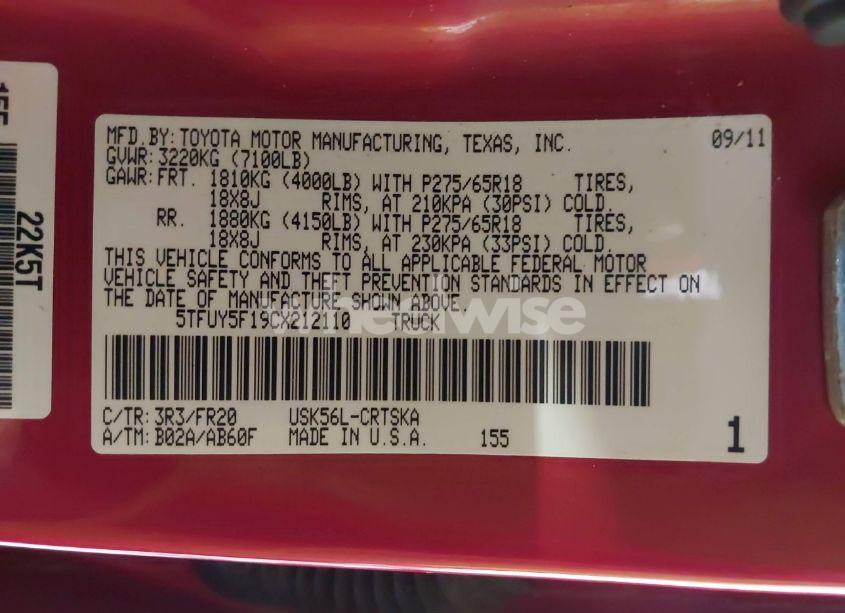 MFD.BY:TOYOTA MOTOR MANUFACTURING, TEXAS, INC. 09/11
GVWR:3220KG (7100LB)
GAWR:FRT. 1810KG (4000LB) WITH P275/65R18 TIRES,
18X8J RIMS, AT 210KPA (30PSI) COLD.
RR. 1880KG (4150LB) WITH P275/65R18 TIRES,
18X8J RIMS, AT 230KPA (33PSI) COLD.
THIS VEHICLE CONFORMS TO ALL APPLICABLE FEDERAL MOTOR
VEHICLE SAFETY AND THEFT PREVENTION STANDARDS IN EFFECT ON
THE DATE OF MANUFACTURE SHOWN ABOVE.
5TFUY5F19CX212110 TRUCK
C/TR:3R3/FR20 USK56L-CRTSKA
A/TM:B02A/AB60F MADE IN U.S.A. 155 1
22K5T